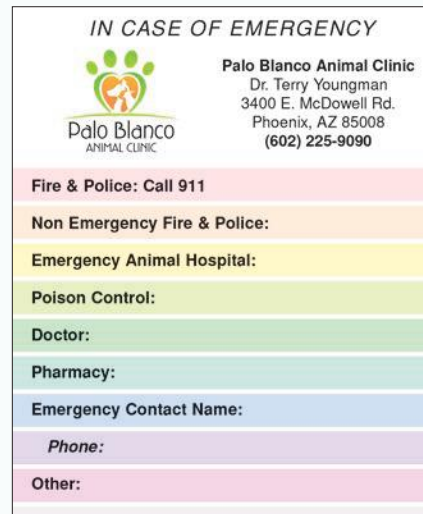 IN CASE OF EMERGENCY
Palo Blanco
ANIMAL CLINIC
Palo Blanco Animal Clinic
Dr. Terry Youngman
3400 E. McDowell Rd.
Phoenix, AZ 85008
(602) 225-9090
Fire & Police: Call 911
Non Emergency Fire & Police:
Emergency Animal Hospital:
Poison Control:
Doctor:
Pharmacy:
Emergency Contact Name:
Phone:
Other: